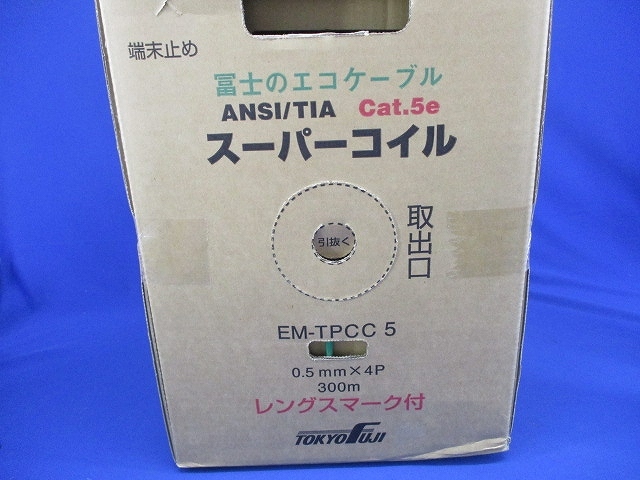 端末止め
冨士のエコケーブル
ANSI/TIA Cat.5e
スーパーコイル
引抜く
取出口
EM-TPCC 5
0.5mm×4P
300m
レングスマーク付
TOKYO FUJI